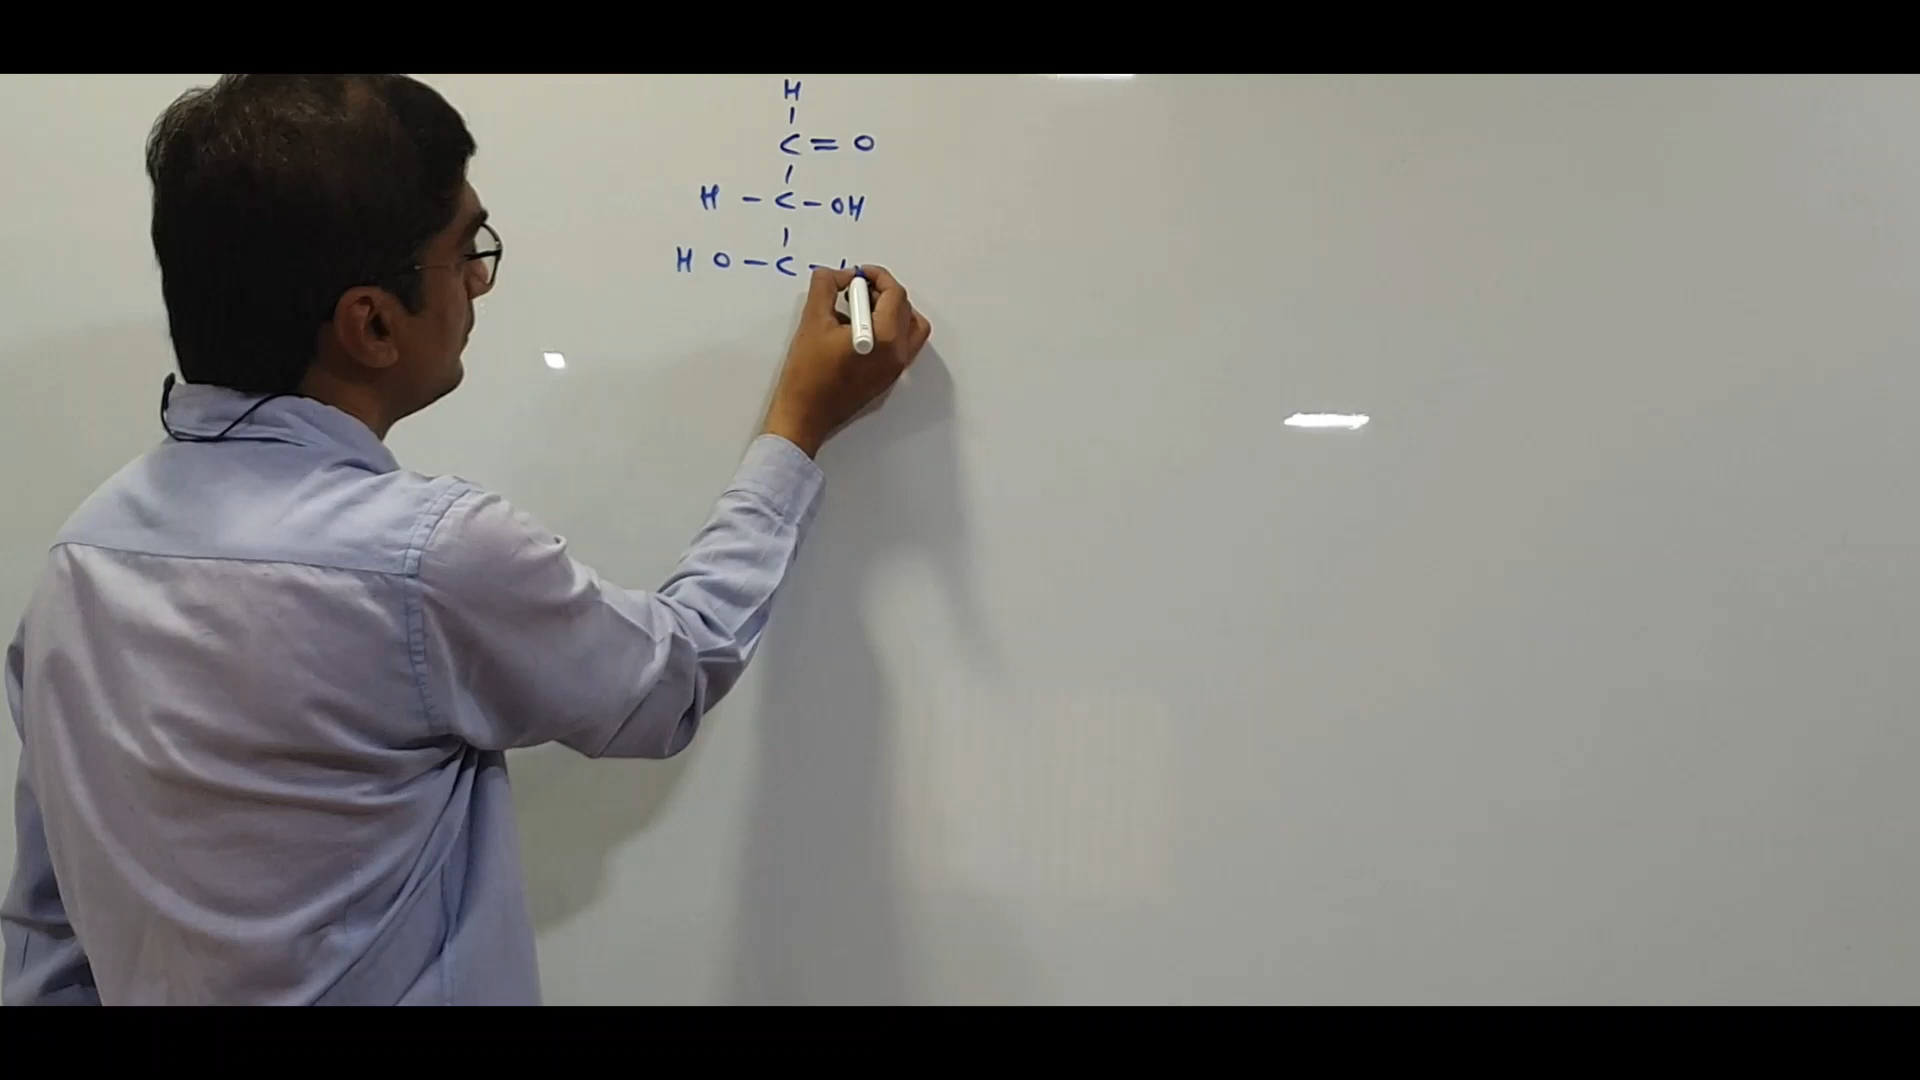 H
C = O
H - C - OH
H O - C -